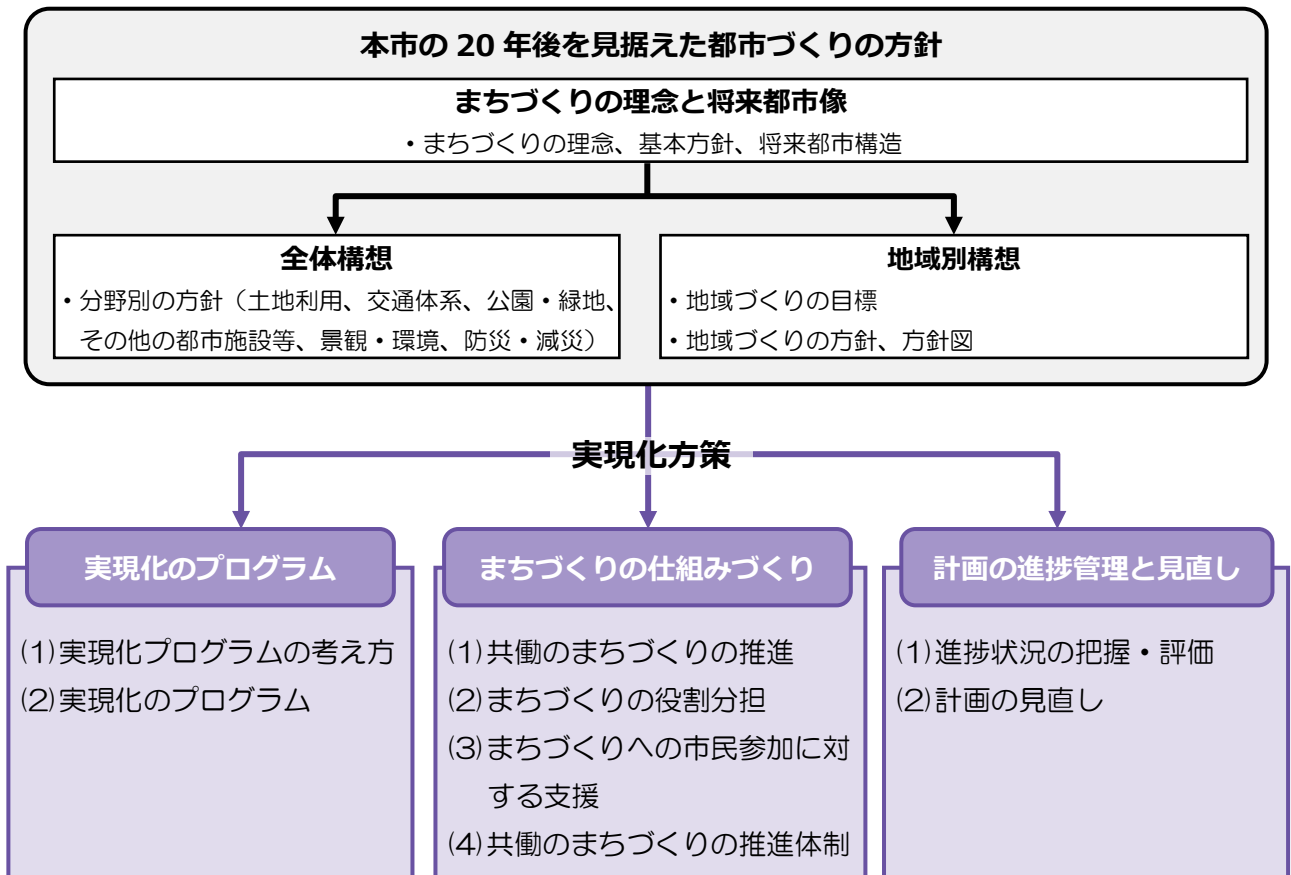 本市の 20 年後を見据えた都市づくりの方針
まちづくりの理念と将来都市像
・まちづくりの理念、基本方針、将来都市構造
全体構想
・分野別の方針（土地利用、交通体系、公園・緑地、
その他の都市施設等、景観・環境、防災・減災）
地域別構想
・地域づくりの目標
・地域づくりの方針、方針図
実現化方策
実現化のプログラム
(1)実現化プログラムの考え方
(2)実現化のプログラム
まちづくりの仕組みづくり
(1)共働のまちづくりの推進
(2)まちづくりの役割分担
(3)まちづくりへの市民参加に対
する支援
(4)共働のまちづくりの推進体制
計画の進捗管理と見直し
(1)進捗状況の把握・評価
(2)計画の見直し